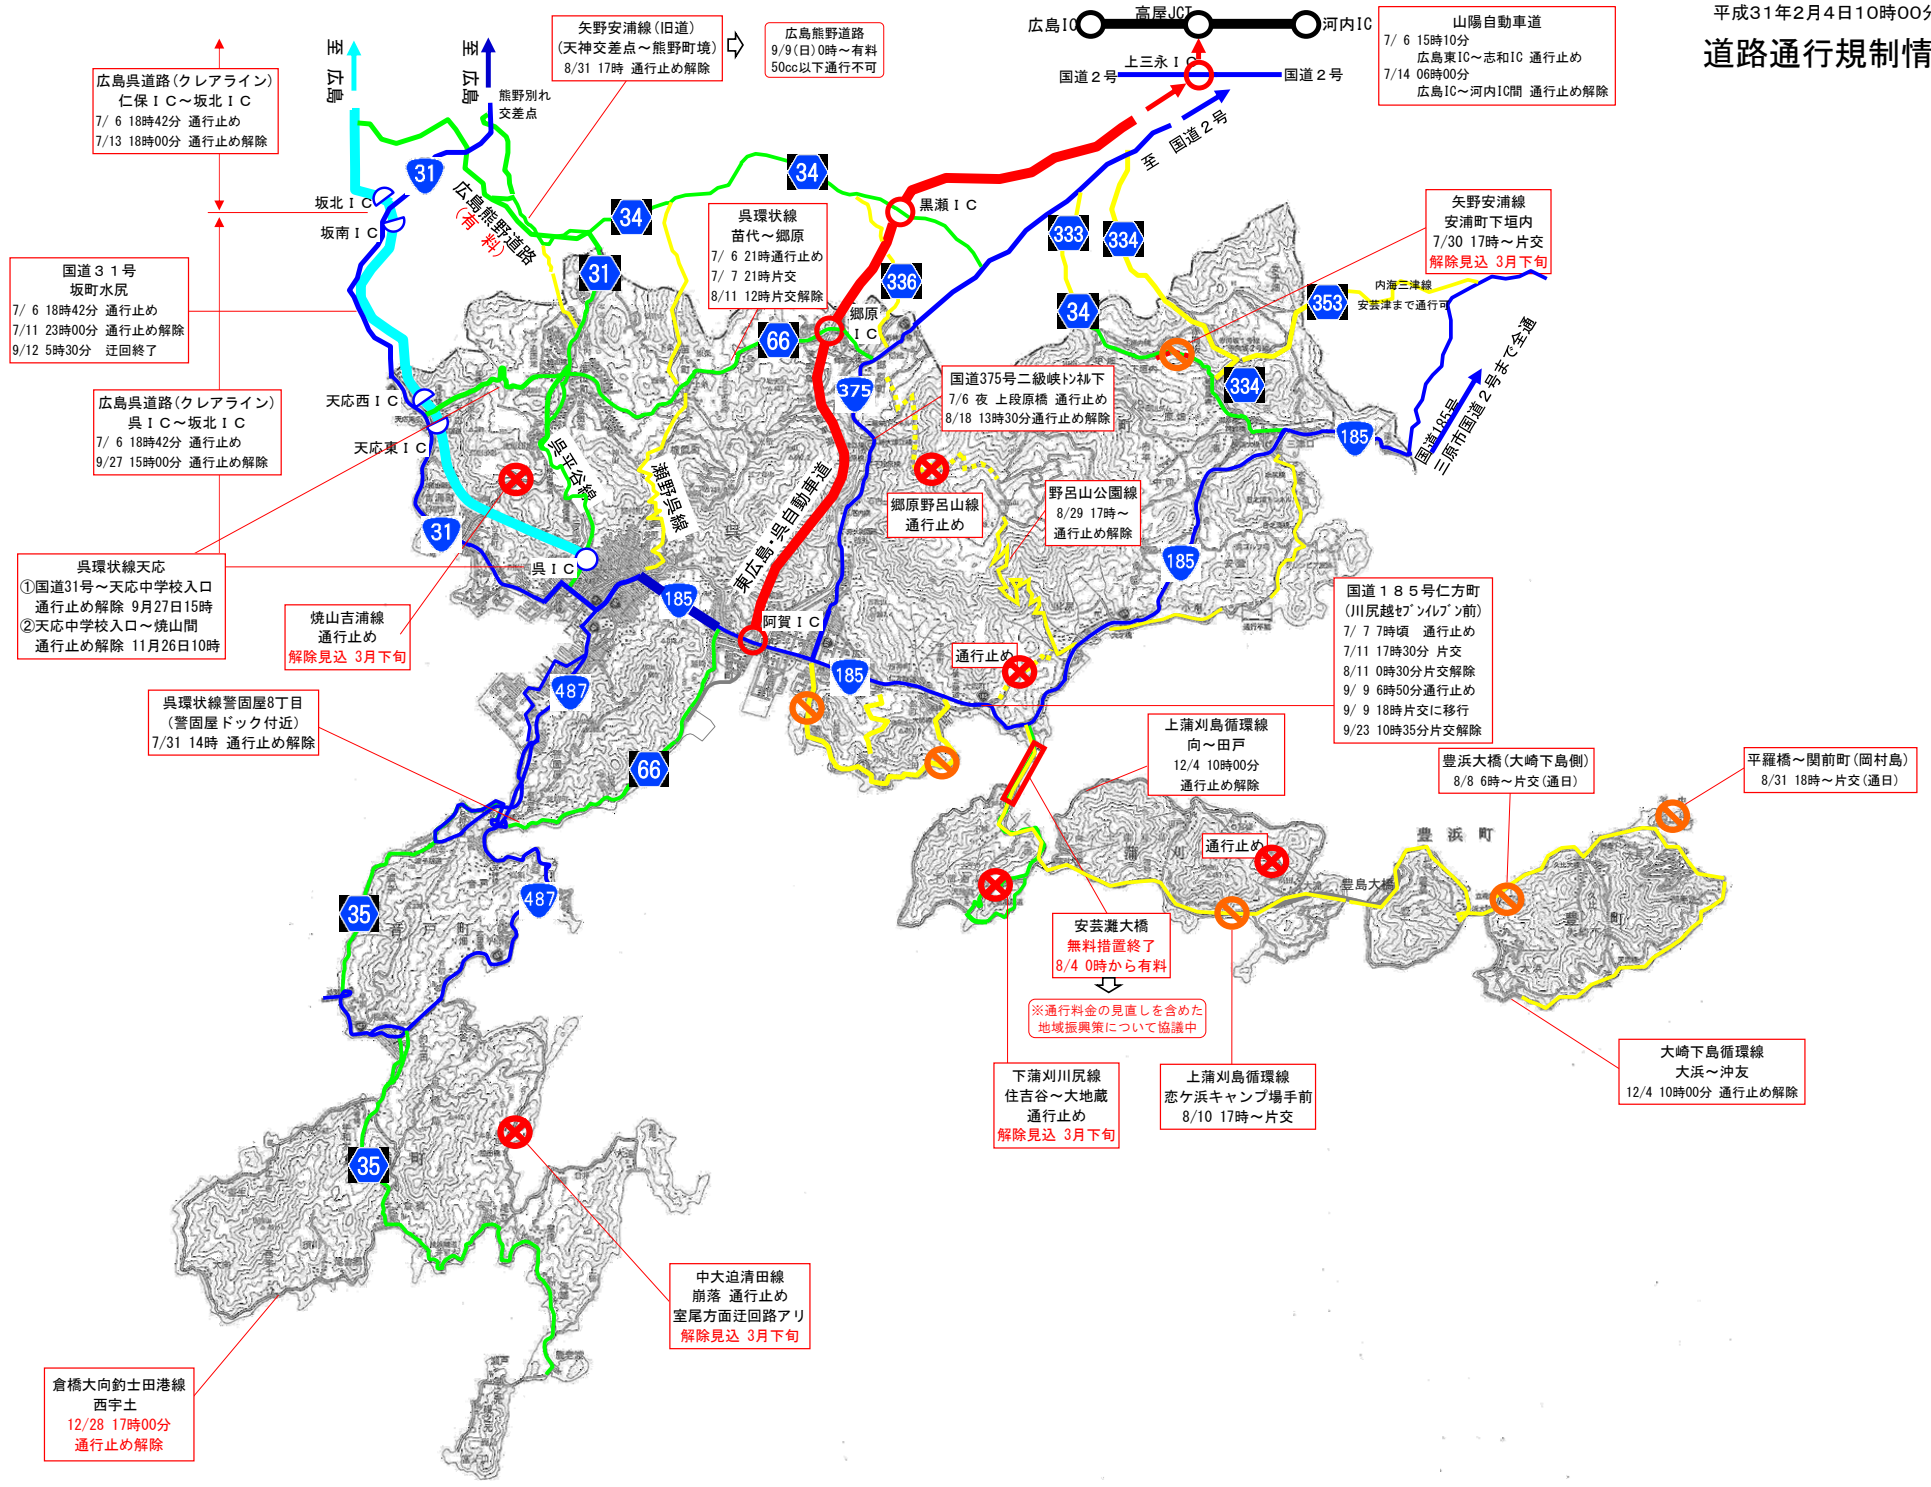 平成31年2月4日10時00分
道路通行規制情
広島IC
高屋JCT
河内IC
上三永ＩＣ
国道２号
国道２号
至 国道２号
山陽自動車道
7/ 6 15時10分
広島東IC～志和IC 通行止め
7/14 06時00分
広島IC～河内IC間 通行止め解除
矢野安浦線(旧道)
(天神交差点～熊野町境)
8/31 17時 通行止め解除
広島熊野道路
9/9(日)0時～有料
50cc以下通行不可
至 広島
至 広島
熊野別れ
交差点
広島呉道路(クレアライン)
仁保ＩＣ～坂北ＩＣ
7/ 6 18時42分 通行止め
7/13 18時00分 通行止め解除
31
坂北ＩＣ
坂南ＩＣ
広島熊野道路
(有 料)
34
34
31
黒瀬ＩＣ
336
333
334
34
353
334
矢野安浦線
安浦町下垣内
7/30 17時～片交
解除見込 3月下旬
内海三津線
安芸津まで通行可
呉環状線
苗代～郷原
7/ 6 21時通行止め
7/ 7 21時片交
8/11 12時片交解除
国道３１号
坂町水尻
7/ 6 18時42分 通行止め
7/11 23時00分 通行止め解除
9/12 5時30分 迂回終了
66
郷原
ＩＣ
375
国道375号二級峡ﾄﾝﾈﾙ下
7/6 夜 上段原橋 通行止め
8/18 13時30分通行止め解除
国道185号
三原市国道２号まで全通
185
広島呉道路(クレアライン)
呉ＩＣ～坂北ＩＣ
7/ 6 18時42分 通行止め
9/27 15時00分 通行止め解除
天応西ＩＣ
天応東ＩＣ
呉平谷線
瀬野呉線
東広島・呉自動車道
郷原野呂山線
通行止め
野呂山公園線
8/29 17時～
通行止め解除
31
185
呉ＩＣ
呉
185
呉環状線天応
①国道31号～天応中学校入口
通行止め解除 9月27日15時
②天応中学校入口～焼山間
通行止め解除 11月26日10時
焼山吉浦線
通行止め
解除見込 3月下旬
阿賀ＩＣ
185
通行止め
国道１８５号仁方町
(川尻越ｾﾌﾞﾝｲﾚﾌﾞﾝ前)
7/ 7 7時頃 通行止め
7/11 17時30分 片交
8/11 0時30分片交解除
9/ 9 6時50分通行止め
9/ 9 18時片交に移行
9/23 10時35分片交解除
呉環状線警固屋8丁目
(警固屋ドック付近)
7/31 14時 通行止め解除
487
66
上蒲刈島循環線
向～田戸
12/4 10時00分
通行止め解除
豊浜大橋(大崎下島側)
8/8 6時～片交(通日)
平羅橋～関前町(岡村島)
8/31 18時～片交(通日)
豊浜町
通行止め
蒲刈
豊島大橋
豊町
大浜
487
35
音戸町
安芸灘大橋
無料措置終了
8/4 0時から有料
※通行料金の見直しを含めた
地域振興策について協議中
下蒲刈川尻線
住吉谷～大地蔵
通行止め
解除見込 3月下旬
上蒲刈島循環線
恋ケ浜キャンプ場手前
8/10 17時～片交
大崎下島循環線
大浜～沖友
12/4 10時00分 通行止め解除
35
町
中大迫清田線
崩落 通行止め
室尾方面迂回路アリ
解除見込 3月下旬
倉橋大向釣士田港線
西宇土
12/28 17時00分
通行止め解除